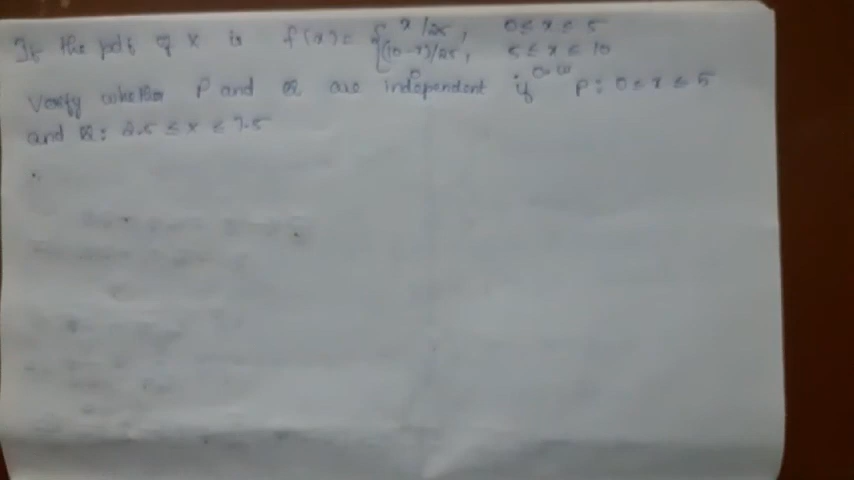 If the pdf of x is f(x) = { x/25, 0 ≤ x ≤ 5
(10-x)/25, 5 ≤ x ≤ 10
0, o.w
Verify whether P and Q are independent if P: 0 ≤ x ≤ 5
and Q: 2.5 ≤ x ≤ 7.5